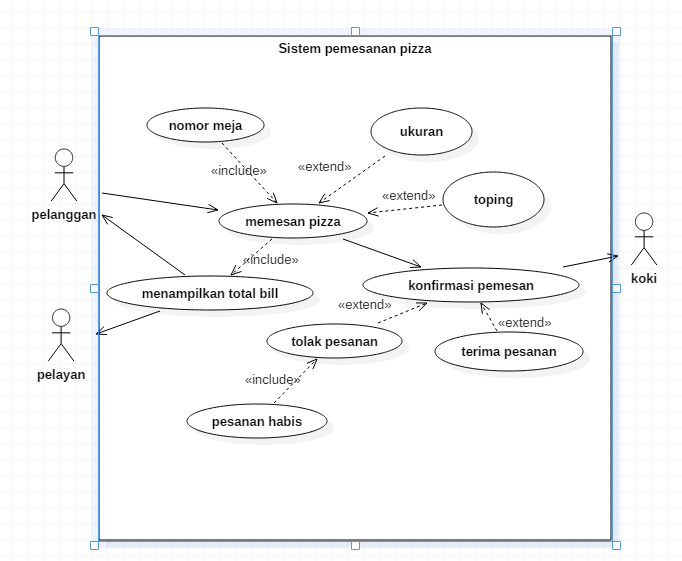 Sistem pemesanan pizza
nomor meja
ukuran
«include»
«extend»
«extend»
toping
pelanggan
memesan pizza
«include»
koki
menampilkan total bill
konfirmasi pemesan
«extend»
«extend»
tolak pesanan
terima pesanan
pelayan
«include»
pesanan habis